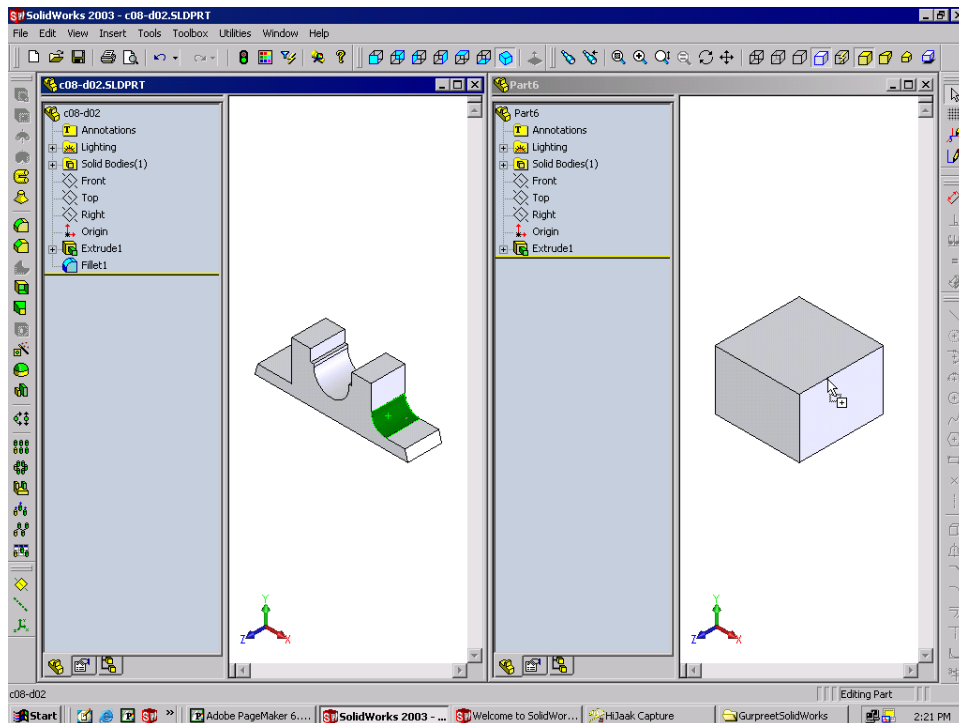 SolidWorks 2003 - c08-d02.SLDPRT
File Edit View Insert Tools Toolbox Utilities Window Help
c08-d02.SLDPRT
c08-d02
Annotations
Lighting
Solid Bodies(1)
Front
Top
Right
Origin
Extrude1
Fillet1
Y
Z
X
Part6
Part6
Annotations
Lighting
Solid Bodies(1)
Front
Top
Right
Origin
Extrude1
Y
Z
X
c08-d02 Editing Part
Start Adobe PageMaker 6.... SolidWorks 2003 - ... Welcome to SolidWor... HiJaak Capture GurpreetSolidWorks 2:21 PM